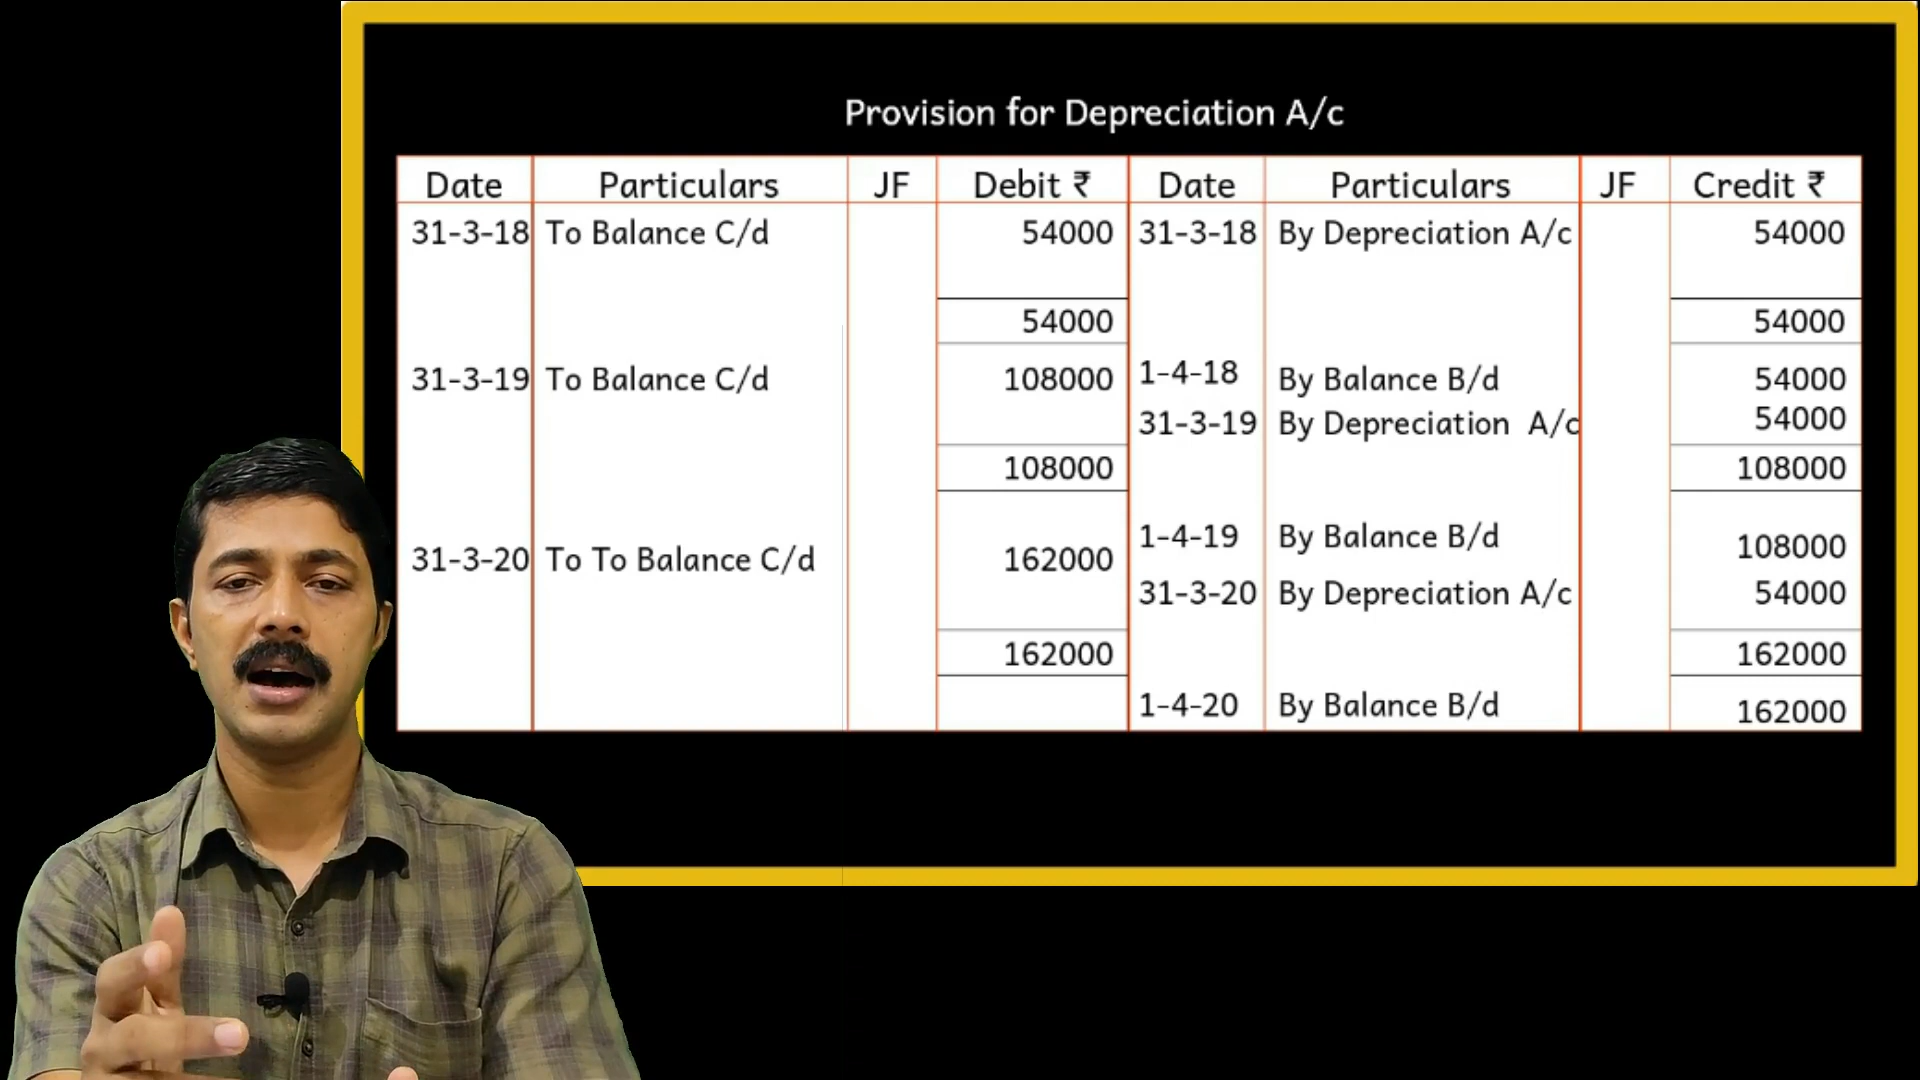 Provision for Depreciation A/c
Date Particulars JF Debit ₹ Date Particulars JF Credit ₹
31-3-18 To Balance C/d 54000 31-3-18 By Depreciation A/c 54000
54000 54000
31-3-19 To Balance C/d 108000 1-4-18 By Balance B/d 54000
31-3-19 By Depreciation A/c 54000
108000 108000
1-4-19 By Balance B/d 108000
31-3-20 To To Balance C/d 162000
31-3-20 By Depreciation A/c 54000
162000 162000
1-4-20 By Balance B/d 162000